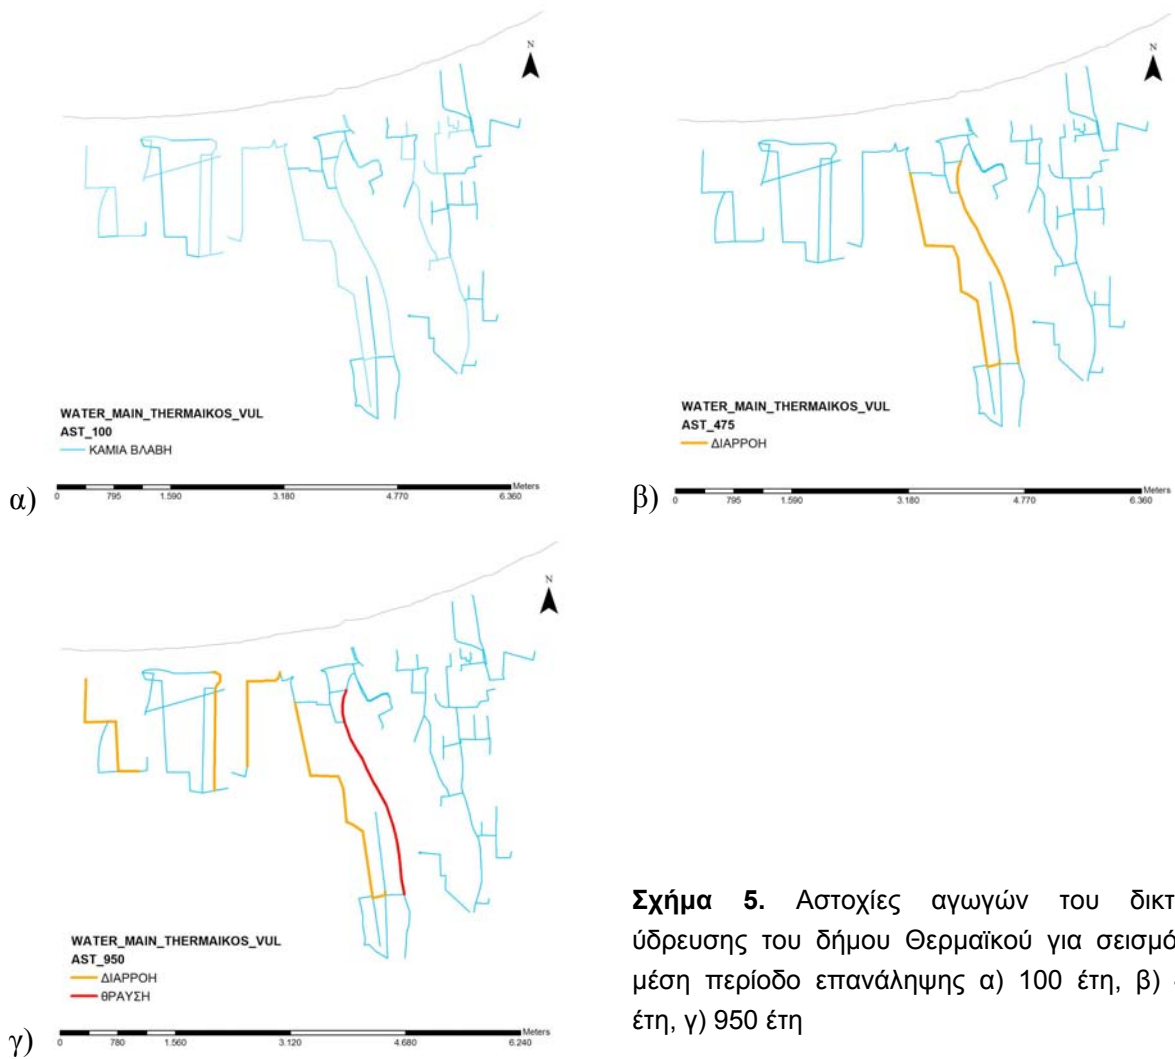 N
WATER_MAIN_THERMAIKOS_VUL
AST_100
ΚΑΜΙΑ ΒΛΑΒΗ
α)
0 795 1.590 3.180 4.770 6.360 Meters
N
WATER_MAIN_THERMAIKOS_VUL
AST_475
ΔΙΑΡΡΟΗ
β)
0 795 1.590 3.180 4.770 6.360 Meters
N
WATER_MAIN_THERMAIKOS_VUL
AST_950
ΔΙΑΡΡΟΗ
θΡΑΥΣΗ
γ)
0 780 1.560 3.120 4.680 6.240 Meters
Σχήμα 5. Αστοχίες αγωγών του δικτ
ύδρευσης του δήμου Θερμαϊκού για σεισμό
μέση περίοδο επανάληψης α) 100 έτη, β)
έτη, γ) 950 έτη